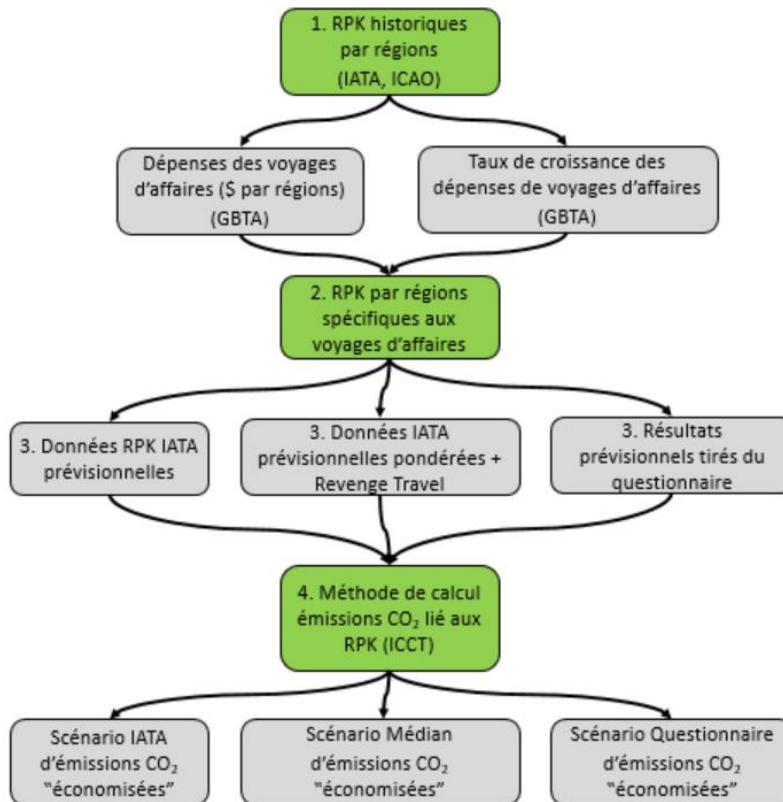 1. RPK historiques
par régions
(IATA, ICAO)
Dépenses des voyages
d'affaires ($ par régions)
(GBTA)
Taux de croissance des
dépenses de voyages d'affaires
(GBTA)
2. RPK par régions
spécifiques aux
voyages d'affaires
3. Données RPK IATA
prévisionnelles
3. Données IATA
prévisionnelles pondérées +
Revenge Travel
3. Résultats
prévisionnels tirés du
questionnaire
4. Méthode de calcul
émissions CO₂ lié aux
RPK (ICCT)
Scénario IATA
d'émissions CO₂
"économisées"
Scénario Médian
d'émissions CO₂
"économisées"
Scénario Questionnaire
d'émissions CO₂
"économisées"